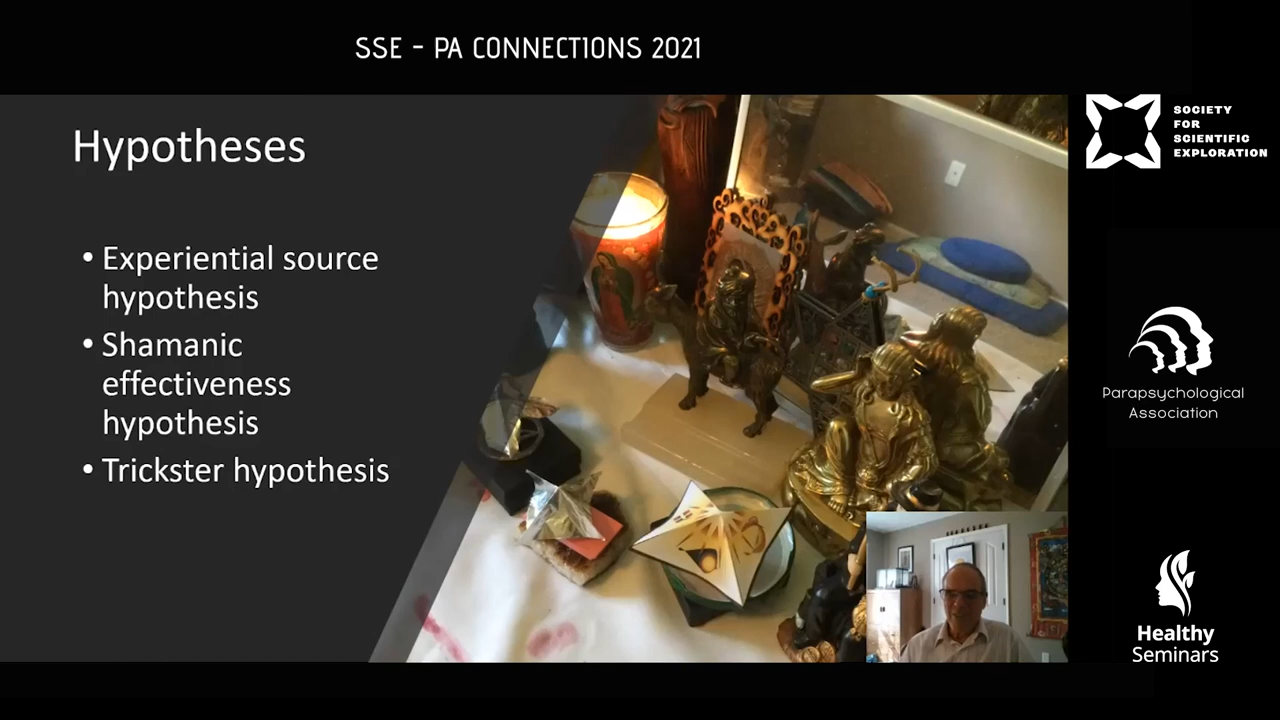 SSE - PA CONNECTIONS 2021
Hypotheses
• Experiential source
hypothesis
• Shamanic
effectiveness
hypothesis
• Trickster hypothesis
SOCIETY
FOR
SCIENTIFIC
EXPLORATION
Parapsychological
Association
Healthy
Seminars